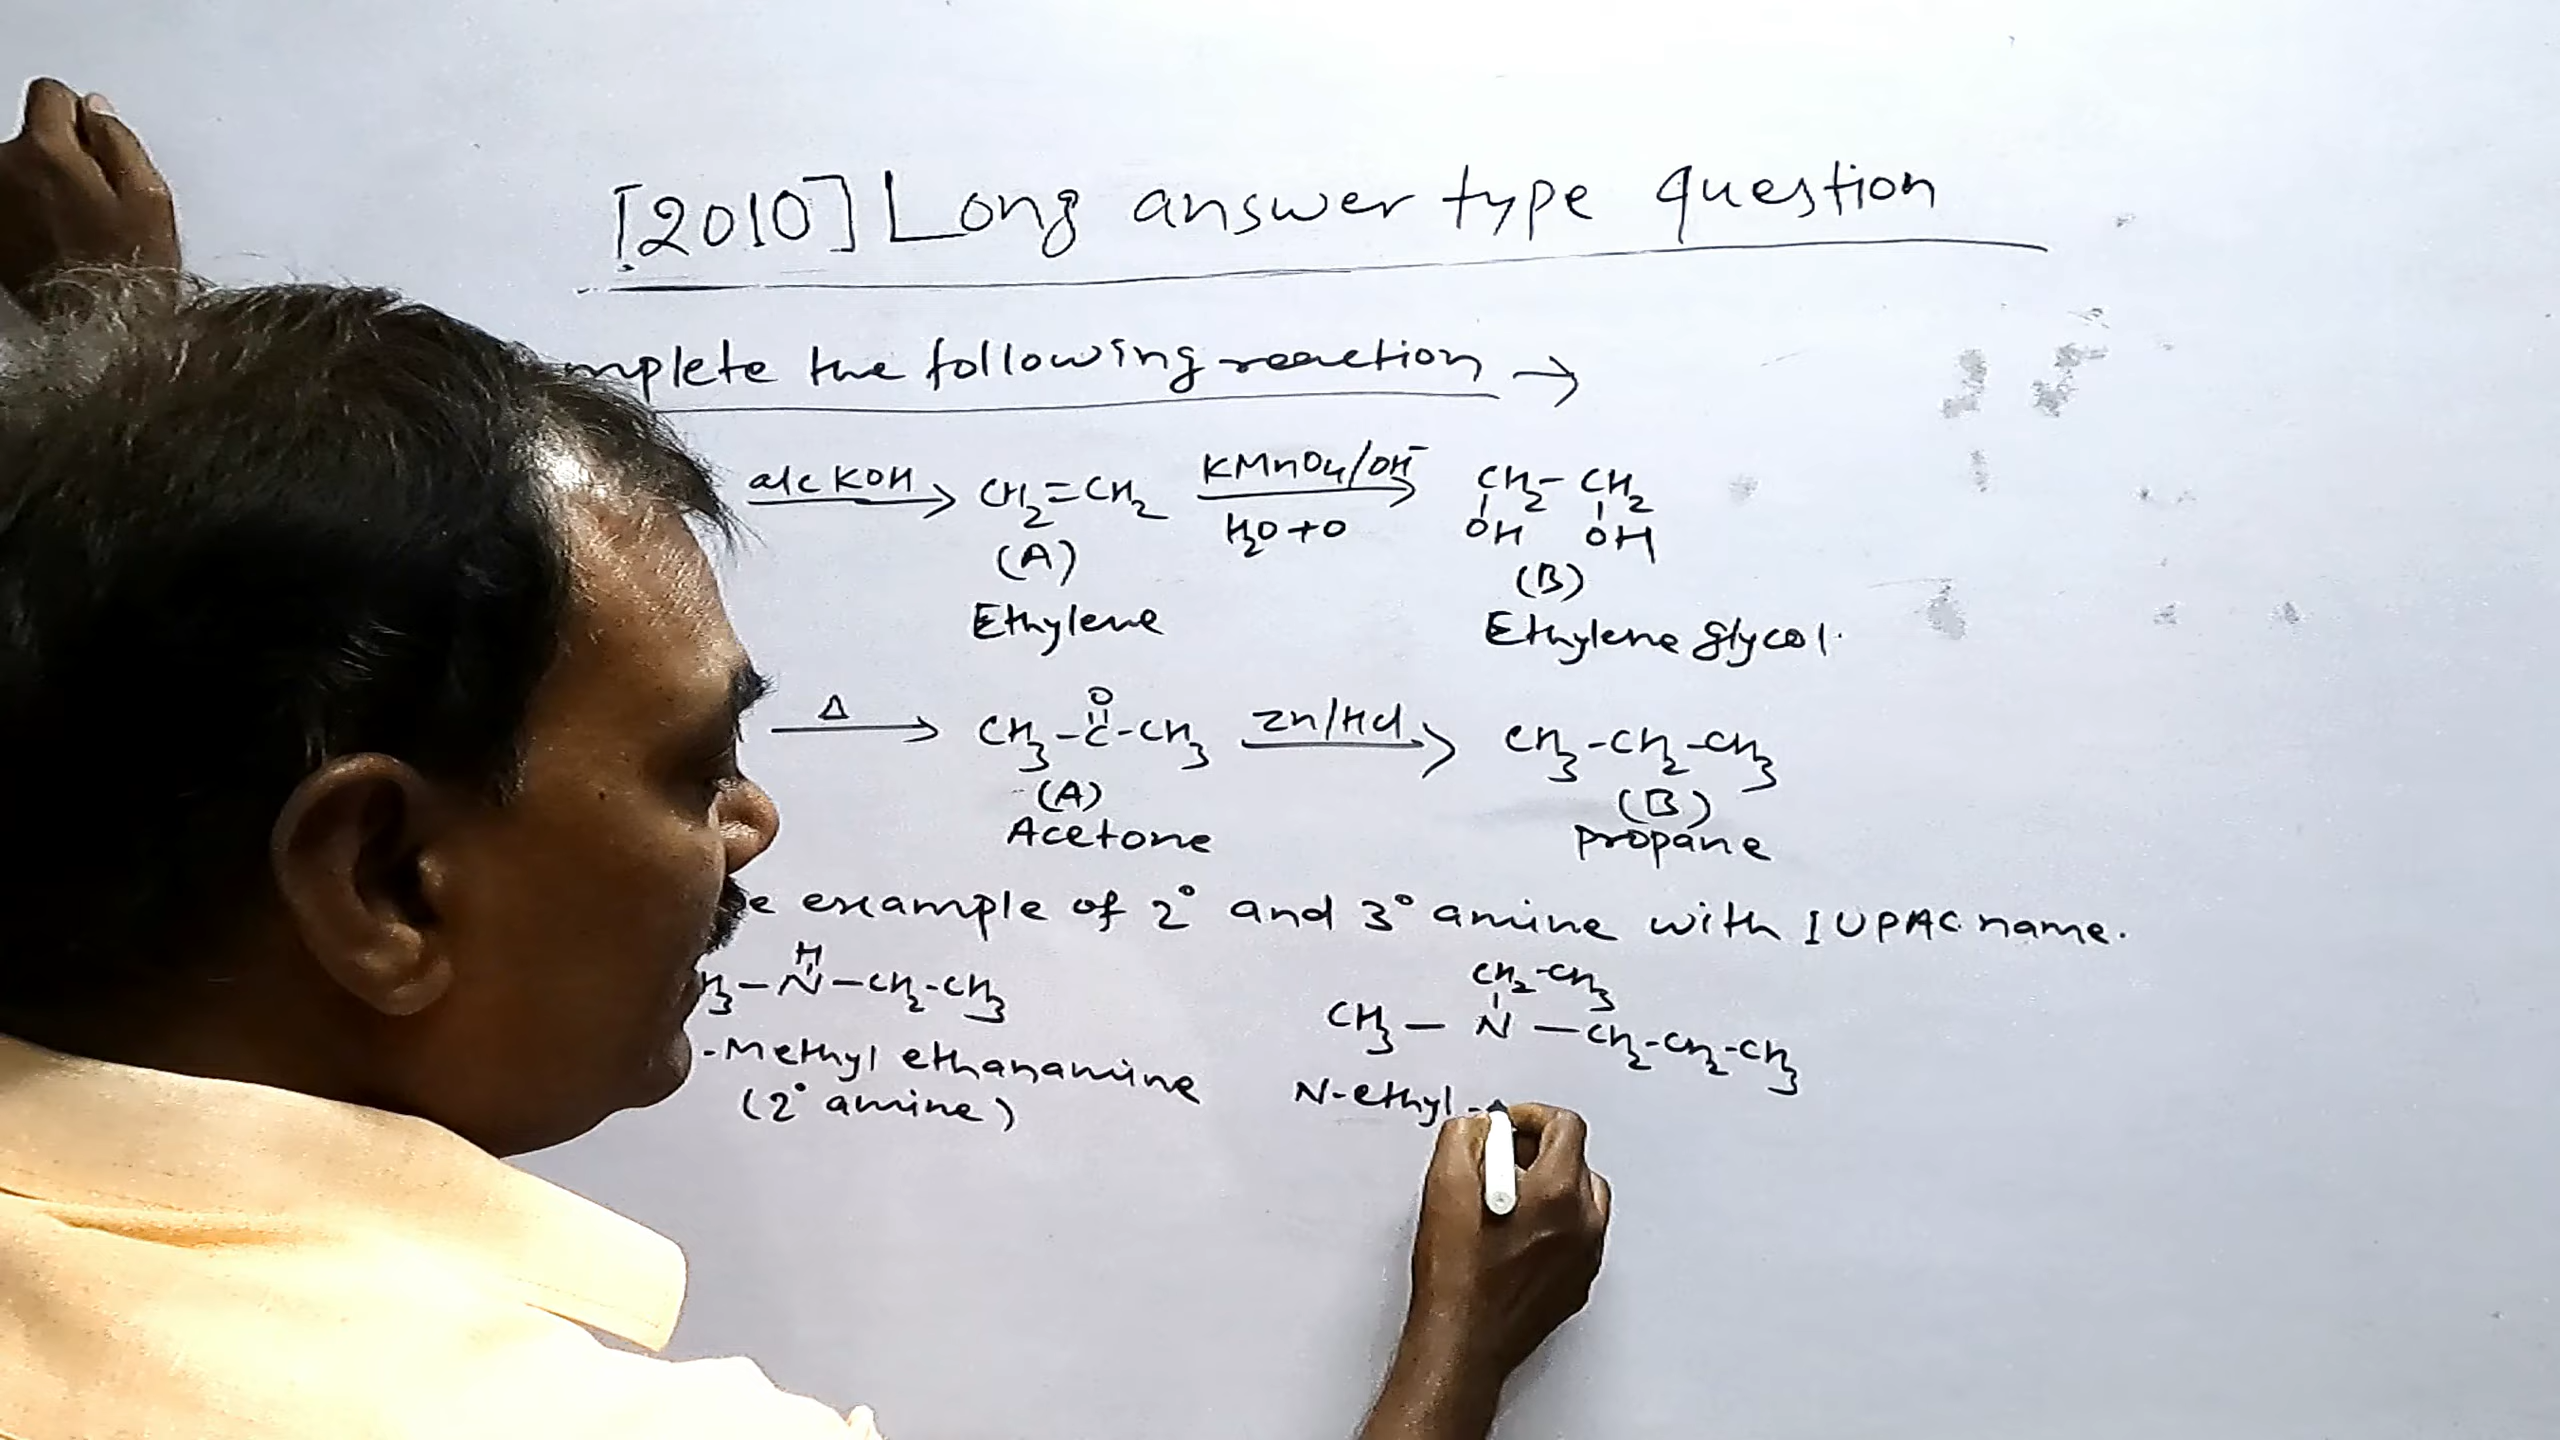 [2010] Long answer type question
mplete the following reaction →
alc KOH → CH2=CH2 KMnO4/OH⁻ → CH2-CH2
H2O+O OH OH
(A) (B)
Ethylene Ethylene glycol.
Δ → CH3-C-CH3 Zn/HCl → CH3-CH2-CH3
O
(A) (B)
Acetone propane
e example of 2° and 3° amine with IUPAC name.
H CH2-CH3
H3-N-CH2-CH3 CH3-N-CH2-CH2-CH3
-Methyl ethanamine N-ethyl-
(2° amine)